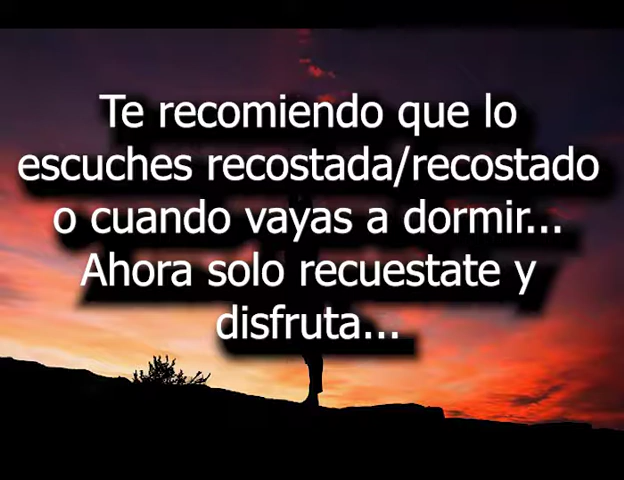 Te recomiendo que lo
escuches recostada/recostado
o cuando vayas a dormir...
Ahora solo recuestate y
disfruta...